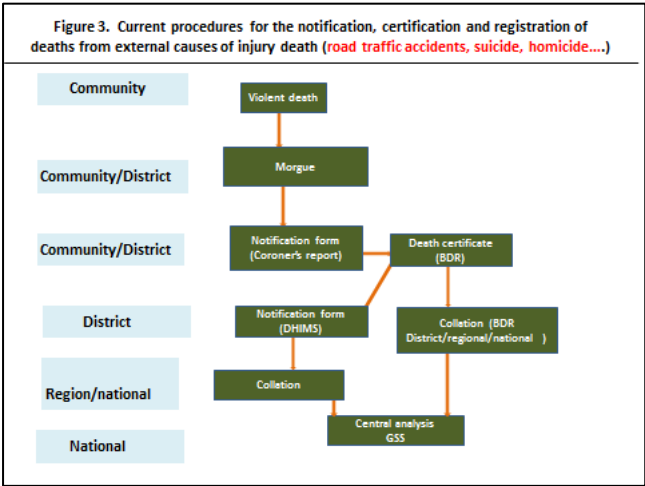 Figure 3. Current procedures for the notification, certification and registration of
deaths from external causes of injury death (road traffic accidents, suicide, homicide....)
Community
Violent death
Community/District
Morgue
Community/District
Notification form
(Coroner's report)
Death certificate
(BDR)
District
Notification form
(DHIMS)
Collation (BDR
District/regional/national )
Region/national
Collation
National
Central analysis
GSS